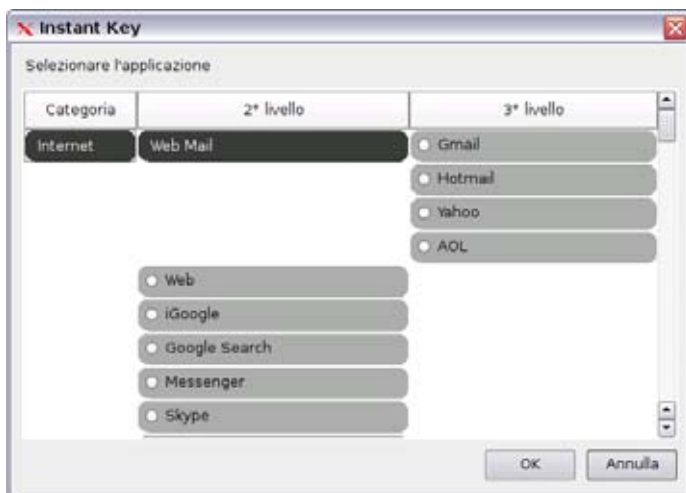 Instant Key
Selezionare l'applicazione
Categoria 2° livello 3° livello
Internet Web Mail Gmail
Hotmail
Yahoo
AOL
Web
iGoogle
Google Search
Messenger
Skype
OK Annulla